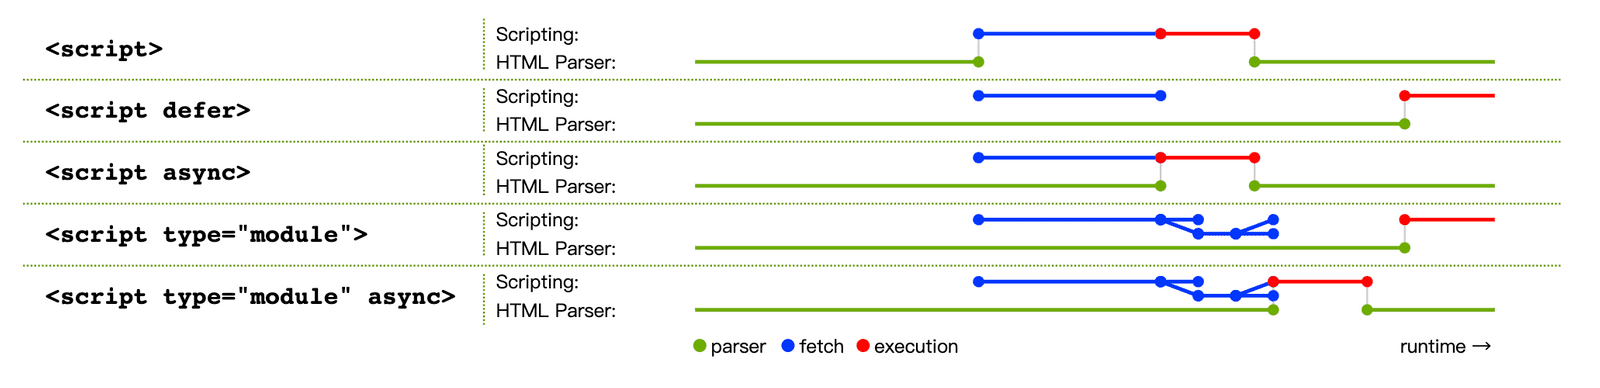 <script>
Scripting:
HTML Parser:
<script defer>
Scripting:
HTML Parser:
<script async>
Scripting:
HTML Parser:
<script type="module">
Scripting:
HTML Parser:
<script type="module" async>
Scripting:
HTML Parser:
parser fetch execution runtime →